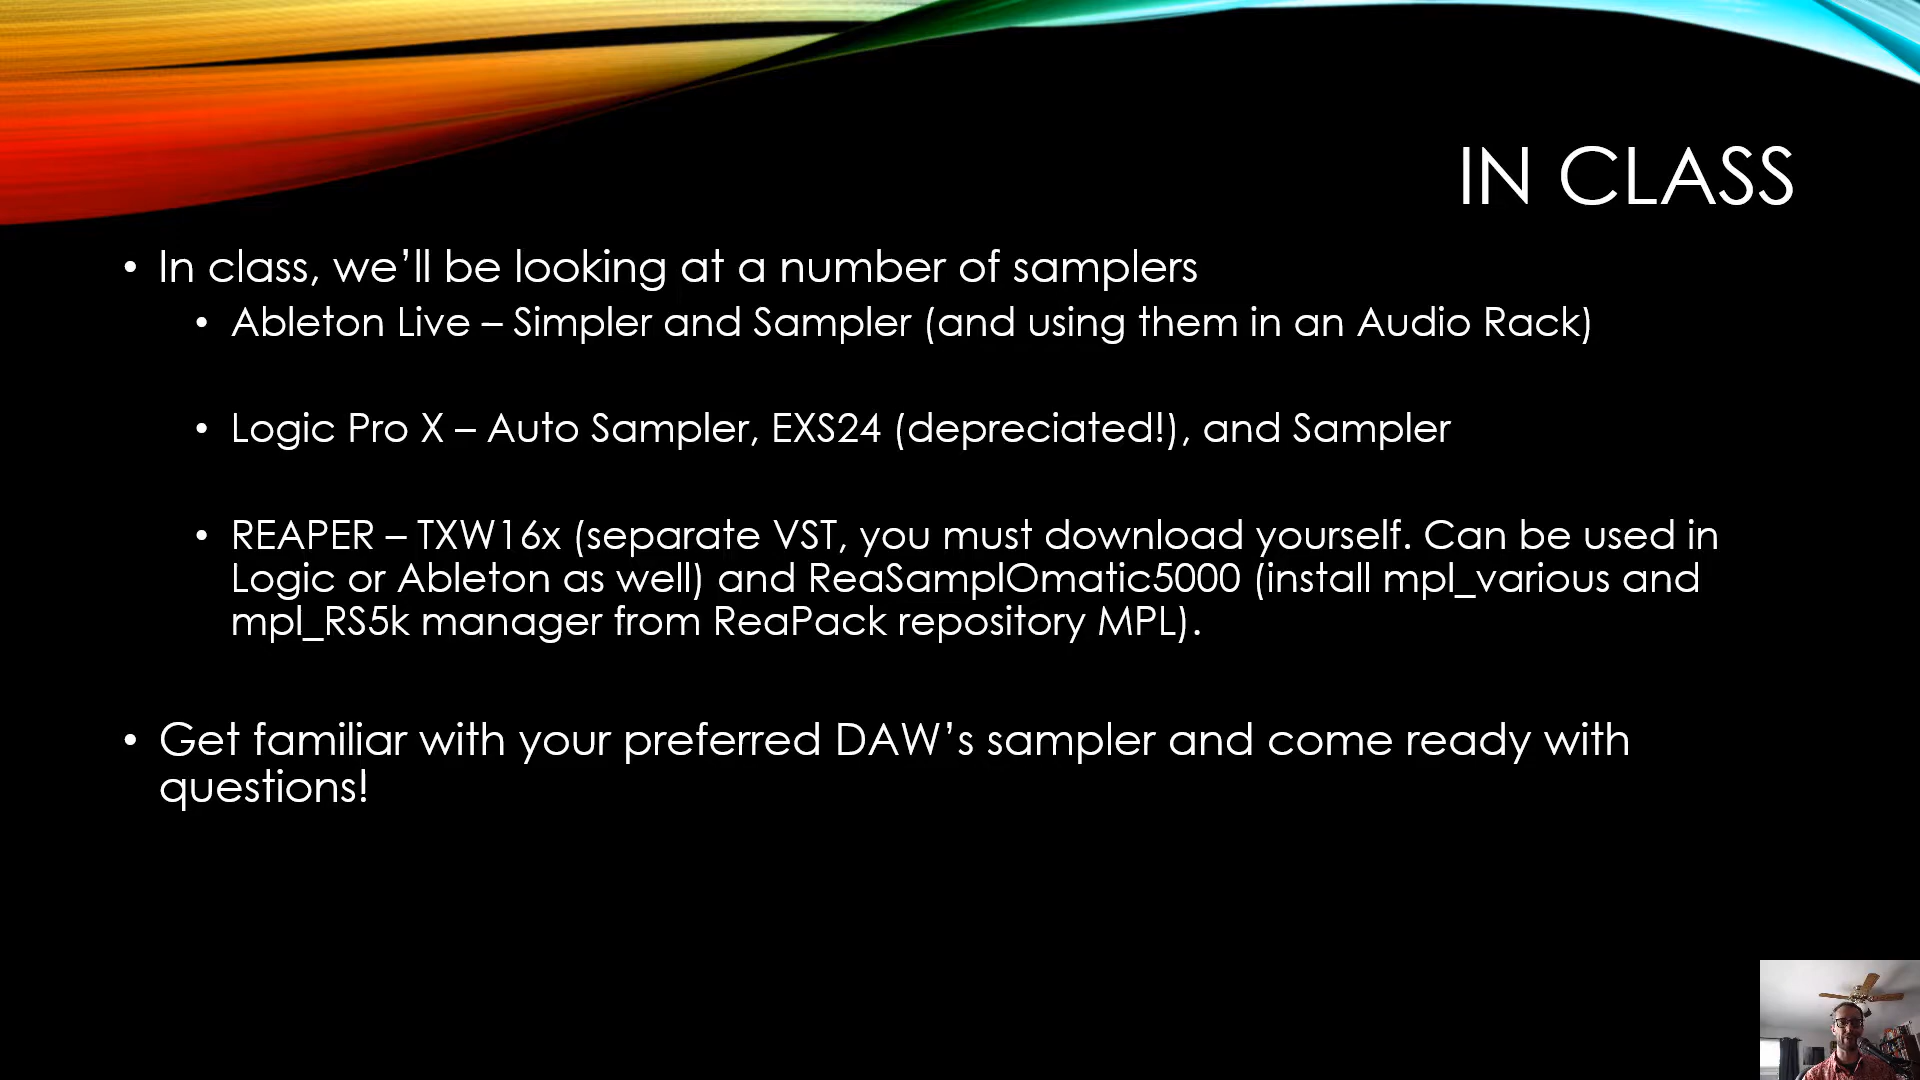 IN CLASS
• In class, we’ll be looking at a number of samplers
• Ableton Live – Simpler and Sampler (and using them in an Audio Rack)
• Logic Pro X – Auto Sampler, EXS24 (depreciated!), and Sampler
• REAPER – TXW16x (separate VST, you must download yourself. Can be used in
Logic or Ableton as well) and ReaSamplOmatic5000 (install mpl_various and
mpl_RS5k manager from ReaPack repository MPL).
• Get familiar with your preferred DAW’s sampler and come ready with
questions!